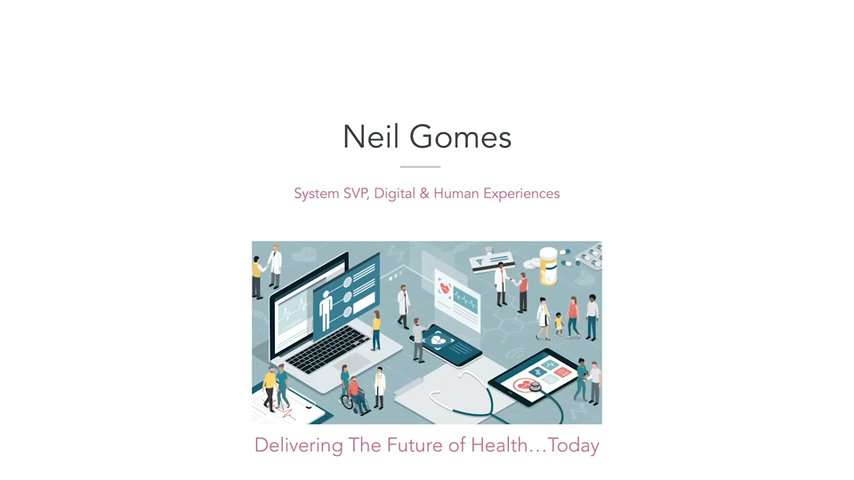 Neil Gomes
System SVP, Digital & Human Experiences
Delivering The Future of Health…Today